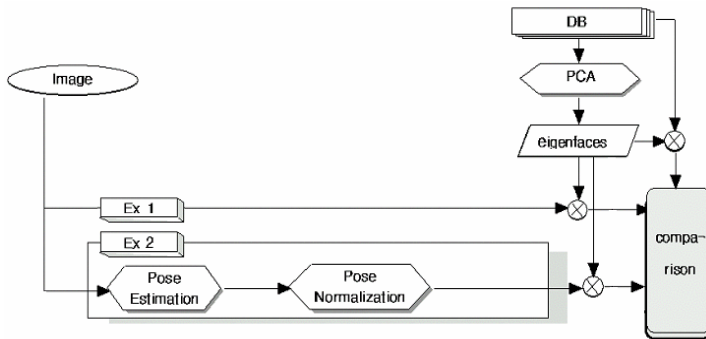 DB
Image
PCA
eigenfaces
Ex 1
Ex 2
compa-
rison
Pose
Estimation
Pose
Normalization